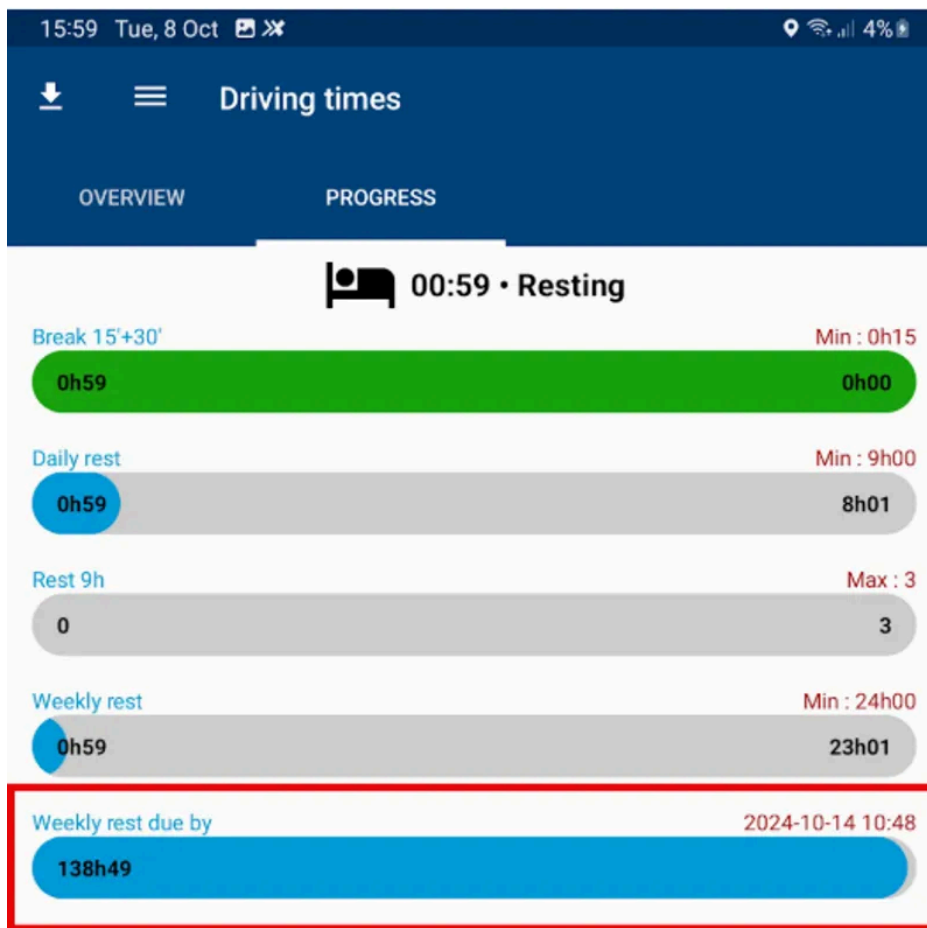 15:59 Tue, 8 Oct 4%
Driving times
OVERVIEW PROGRESS
00:59 • Resting
Break 15'+30' Min : 0h15
0h59 0h00
Daily rest Min : 9h00
0h59 8h01
Rest 9h Max : 3
0 3
Weekly rest Min : 24h00
0h59 23h01
Weekly rest due by 2024-10-14 10:48
138h49